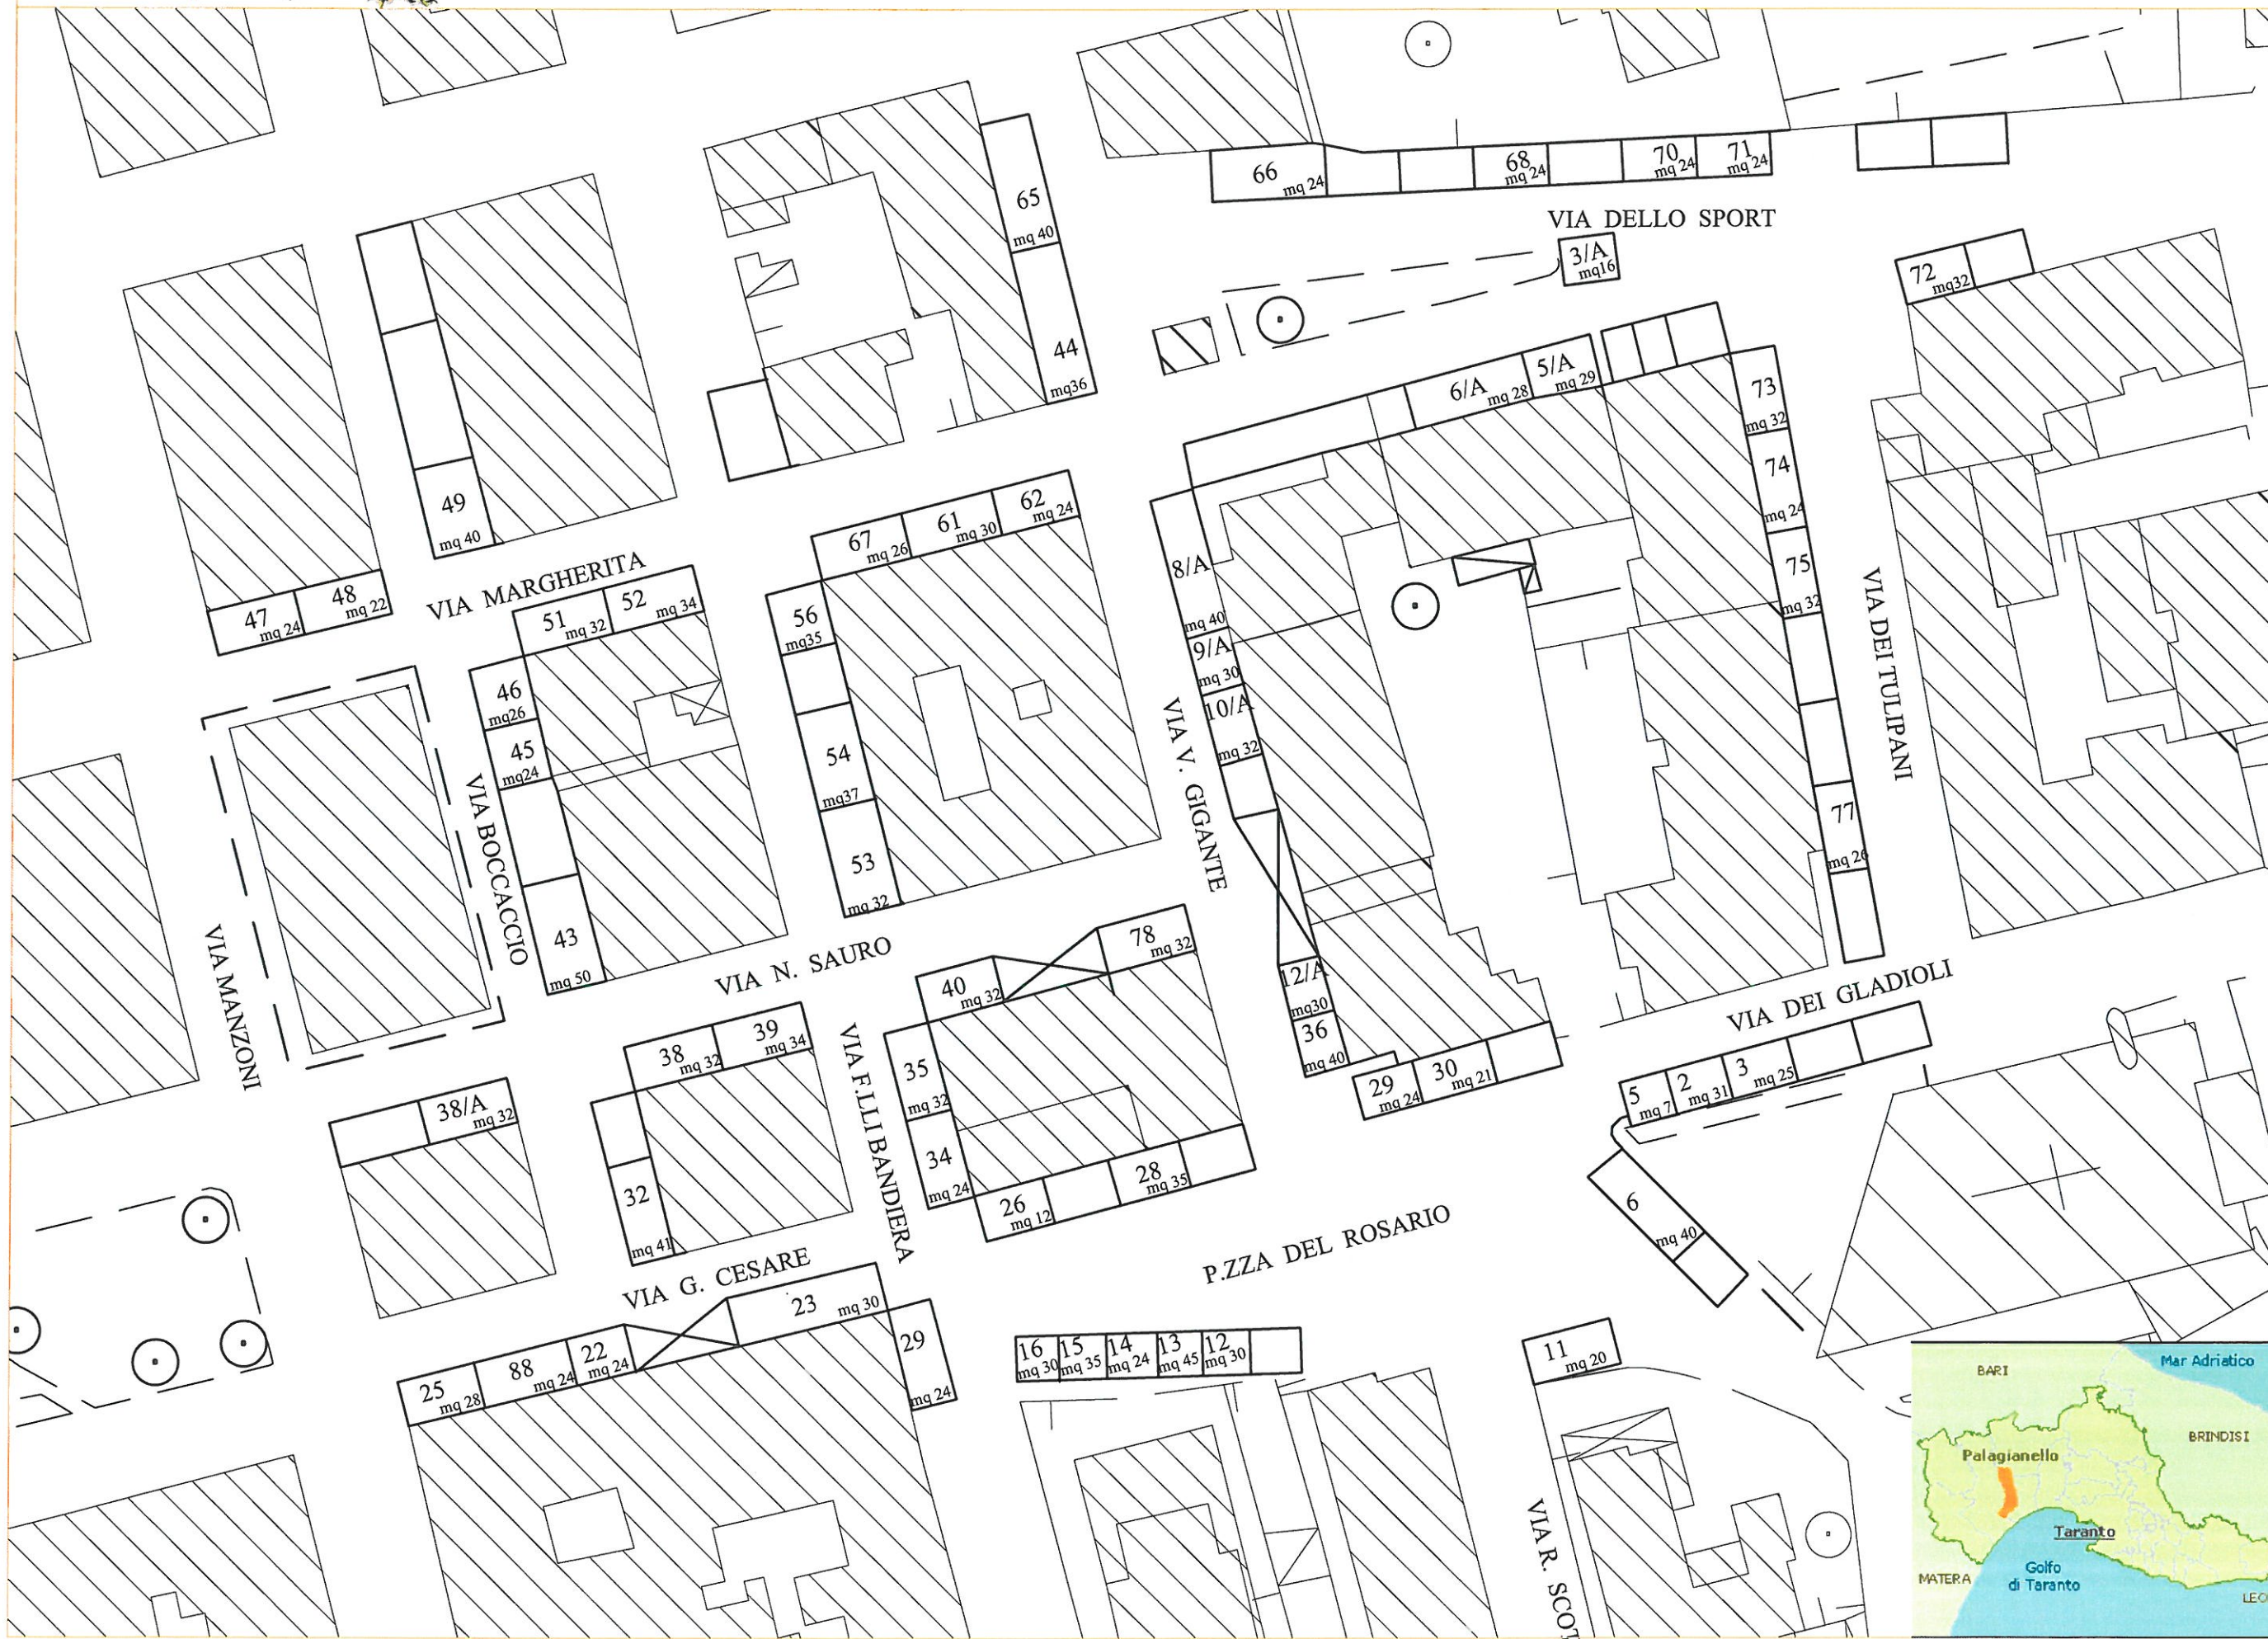 66
mq 24
68
mq 24
70
mq 24
71
mq 24
65
mq 40
44
mq36
VIA DELLO SPORT
3/A
mq16
72
mq32
6/A
mq 28
5/A
mq 29
73
mq 32
74
mq 24
75
mq 32
77
mq 26
49
mq 40
47
mq 24
48
mq 22
VIA MARGHERITA
51
mq 32
52
mq 34
67
mq 26
61
mq 30
62
mq 24
56
mq35
54
mq37
53
mq 32
46
mq26
45
mq24
43
mq 50
8/A
mq 40
9/A
mq 30
10/A
mq 32
12/A
mq30
36
mq 40
VIA V. GIGANTE
VIA DEI TULIPANI
VIA BOCCACCIO
VIA MANZONI
VIA N. SAURO
40
mq 32
78
mq 32
VIA DEI GLADIOLI
38
mq 32
39
mq 34
VIA F.LLI BANDIERA
35
mq 32
34
mq 24
38/A
mq 32
32
mq 41
26
mq 12
28
mq 35
29
mq 24
30
mq 21
5
mq 7
2
mq 31
3
mq 25
6
mq 40
P.ZZA DEL ROSARIO
VIA G. CESARE
25
mq 28
88
mq 24
22
mq 24
23
mq 30
29
mq 24
16
mq 30
15
mq 35
14
mq 24
13
mq 45
12
mq 30
11
mq 20
VIA R. SCOT
BARI
Mar Adriatico
BRINDISI
Palagianello
Taranto
Golfo
di Taranto
MATERA
LEC